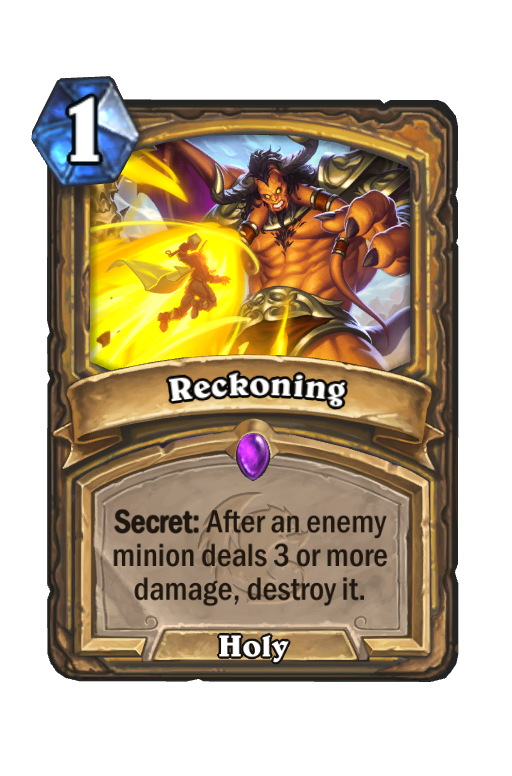 1
Reckoning
Secret: After an enemy
minion deals 3 or more
damage, destroy it.
Holy